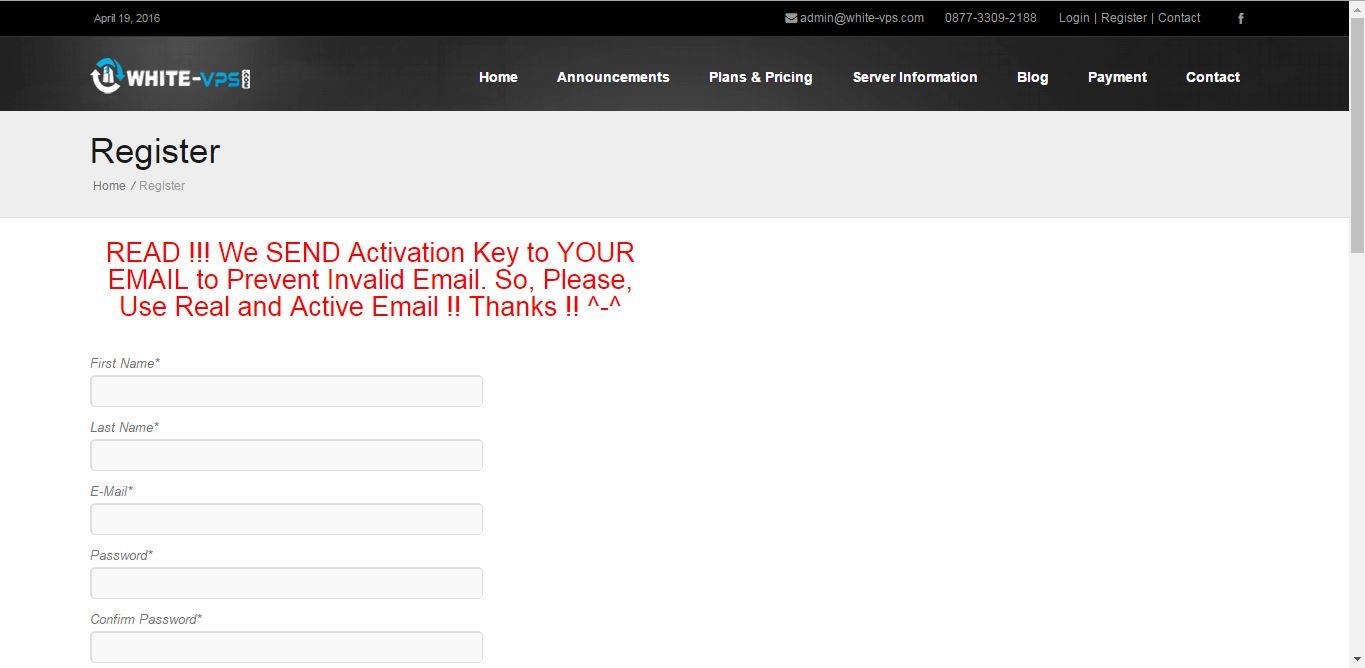 April 19, 2016
admin@white-vps.com 0877-3309-2188 Login | Register | Contact f
WHITE-VPS.COM
Home Announcements Plans & Pricing Server Information Blog Payment Contact
Register
Home / Register
READ !!! We SEND Activation Key to YOUR
EMAIL to Prevent Invalid Email. So, Please,
Use Real and Active Email !! Thanks !! ^-^
First Name*
Last Name*
E-Mail*
Password*
Confirm Password*